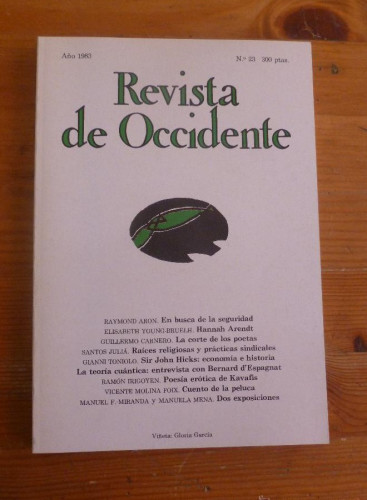 Año 1983
N.º 23 300 ptas.
Revista
de Occidente
RAYMOND ARON. En busca de la seguridad
ELISABETH YOUNG-BRUEHL. Hannah Arendt
GUILLERMO CARNERO. La corte de los poetas
SANTOS JULIÁ. Raíces religiosas y prácticas sindicales
GIANNI TONIOLO. Sir John Hicks: economía e historia
La teoría cuántica: entrevista con Bernard d'Espagnat
RAMÓN IRIGOYEN. Poesía erótica de Kavafis
VICENTE MOLINA FOIX. Cuento de la peluca
MANUEL F. MIRANDA y MANUELA MENA. Dos exposiciones
Viñeta: Gloria García